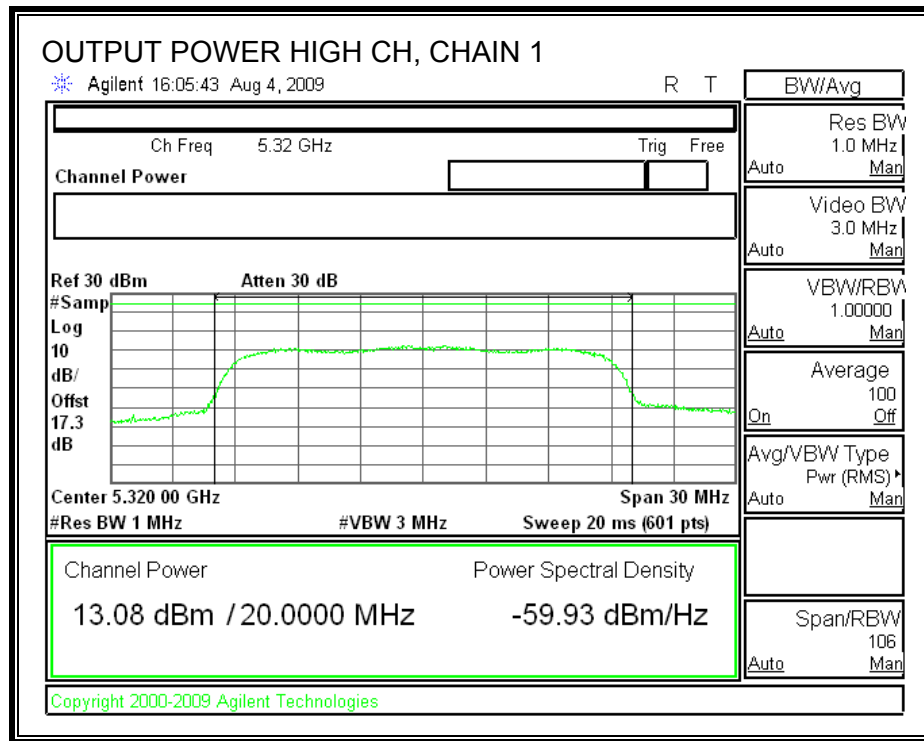 OUTPUT POWER HIGH CH, CHAIN 1
Agilent 16:05:43 Aug 4, 2009 R T
Ch Freq 5.32 GHz Trig Free
Channel Power
Ref 30 dBm Atten 30 dB
#Samp
Log
10
dB/
Offst
17.3
dB
Center 5.320 00 GHz Span 30 MHz
#Res BW 1 MHz #VBW 3 MHz Sweep 20 ms (601 pts)
Channel Power Power Spectral Density
13.08 dBm / 20.0000 MHz -59.93 dBm/Hz
Copyright 2000-2009 Agilent Technologies
BW/Avg
Res BW
1.0 MHz
Auto Man
Video BW
3.0 MHz
Auto Man
VBW/RBW
1.00000
Auto Man
Average
100
On Off
Avg/VBW Type
Pwr (RMS)
Auto Man
Span/RBW
106
Auto Man